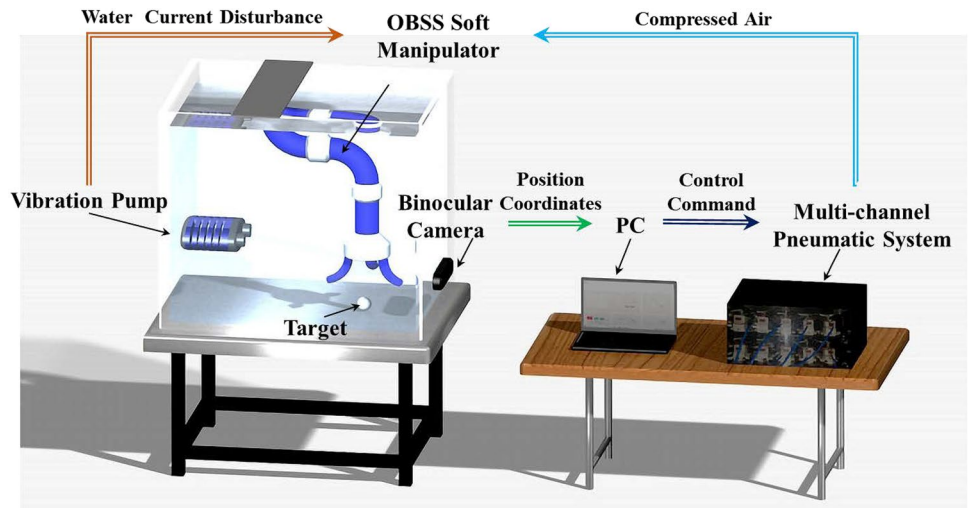 Water Current Disturbance
OBSS Soft
Manipulator
Compressed Air
Vibration Pump
Binocular
Camera
Position
Coordinates
PC
Control
Command
Multi-channel
Pneumatic System
Target